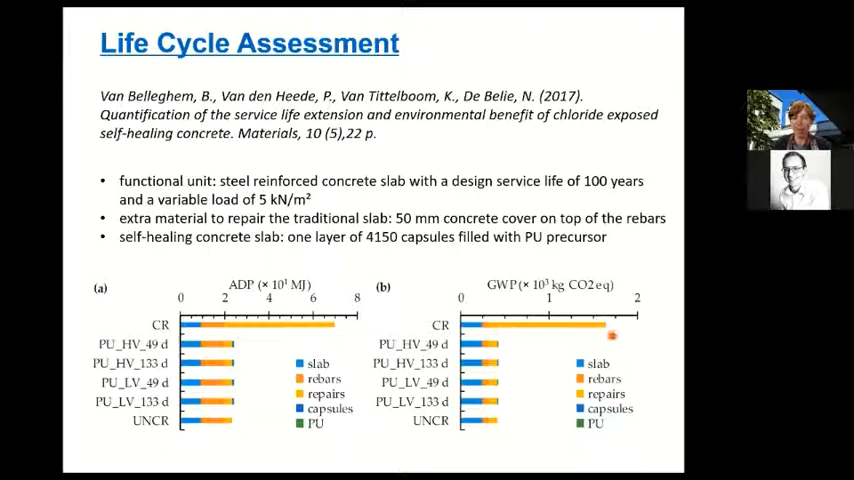 Life Cycle Assessment
Van Belleghem, B., Van den Heede, P., Van Tittelboom, K., De Belie, N. (2017).
Quantification of the service life extension and environmental benefit of chloride exposed
self-healing concrete. Materials, 10 (5),22 p.
• functional unit: steel reinforced concrete slab with a design service life of 100 years
and a variable load of 5 kN/m²
• extra material to repair the traditional slab: 50 mm concrete cover on top of the rebars
• self-healing concrete slab: one layer of 4150 capsules filled with PU precursor
(a)
ADP (× 10¹ MJ)
0 2 4 6 8
CR
PU_HV_49 d
PU_HV_133 d
PU_LV_49 d
PU_LV_133 d
UNCR
slab
rebars
repairs
capsules
PU
(b)
GWP (× 10³ kg CO2 eq)
0 1 2
CR
PU_HV_49 d
PU_HV_133 d
PU_LV_49 d
PU_LV_133 d
UNCR
slab
rebars
repairs
capsules
PU